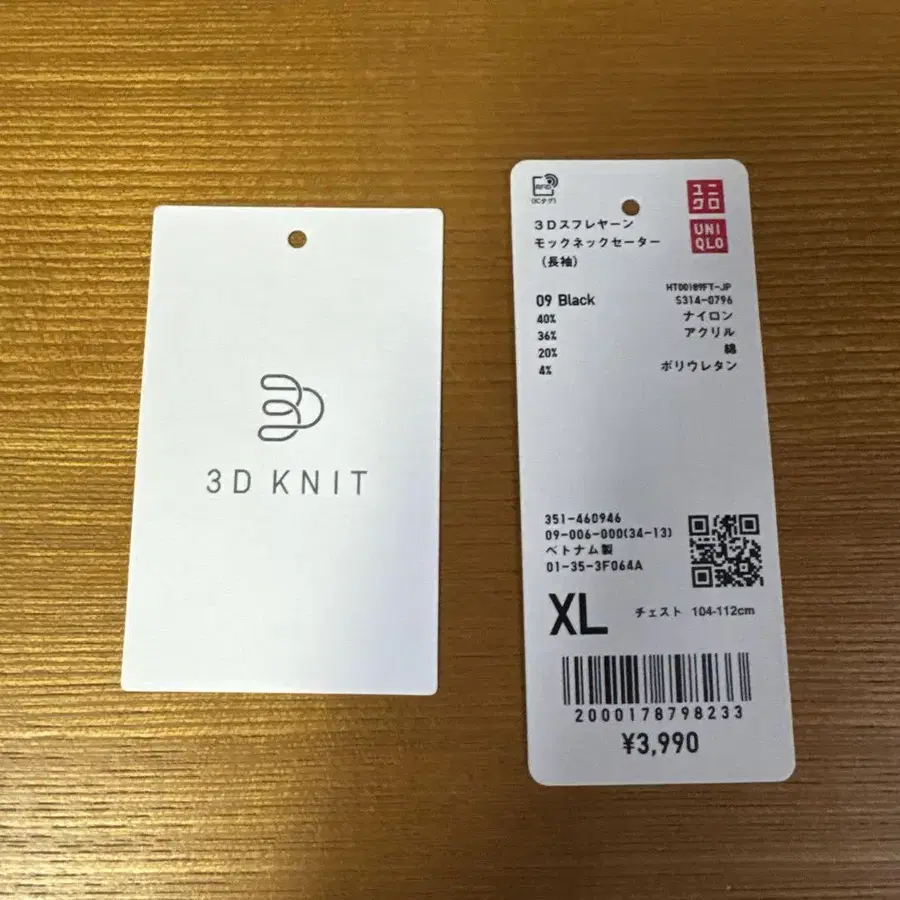 3D KNIT
RFID
(ICタグ)
ユニ
クロ
UNI
QLO
3Dスフレヤーン
モックネックセーター
(長袖)
HT00189FT-JP
09 Black S314-0796
40% ナイロン
36% アクリル
20% 綿
4% ポリウレタン
351-460946
09-006-000(34-13)
ベトナム製
01-35-3F064A
XL チェスト 104-112cm
2000178798233
¥3,990